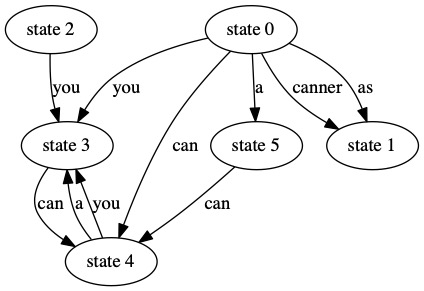 state 2
state 0
you
you
a
canner
as
state 3
can
state 5
state 1
can
a
you
can
state 4